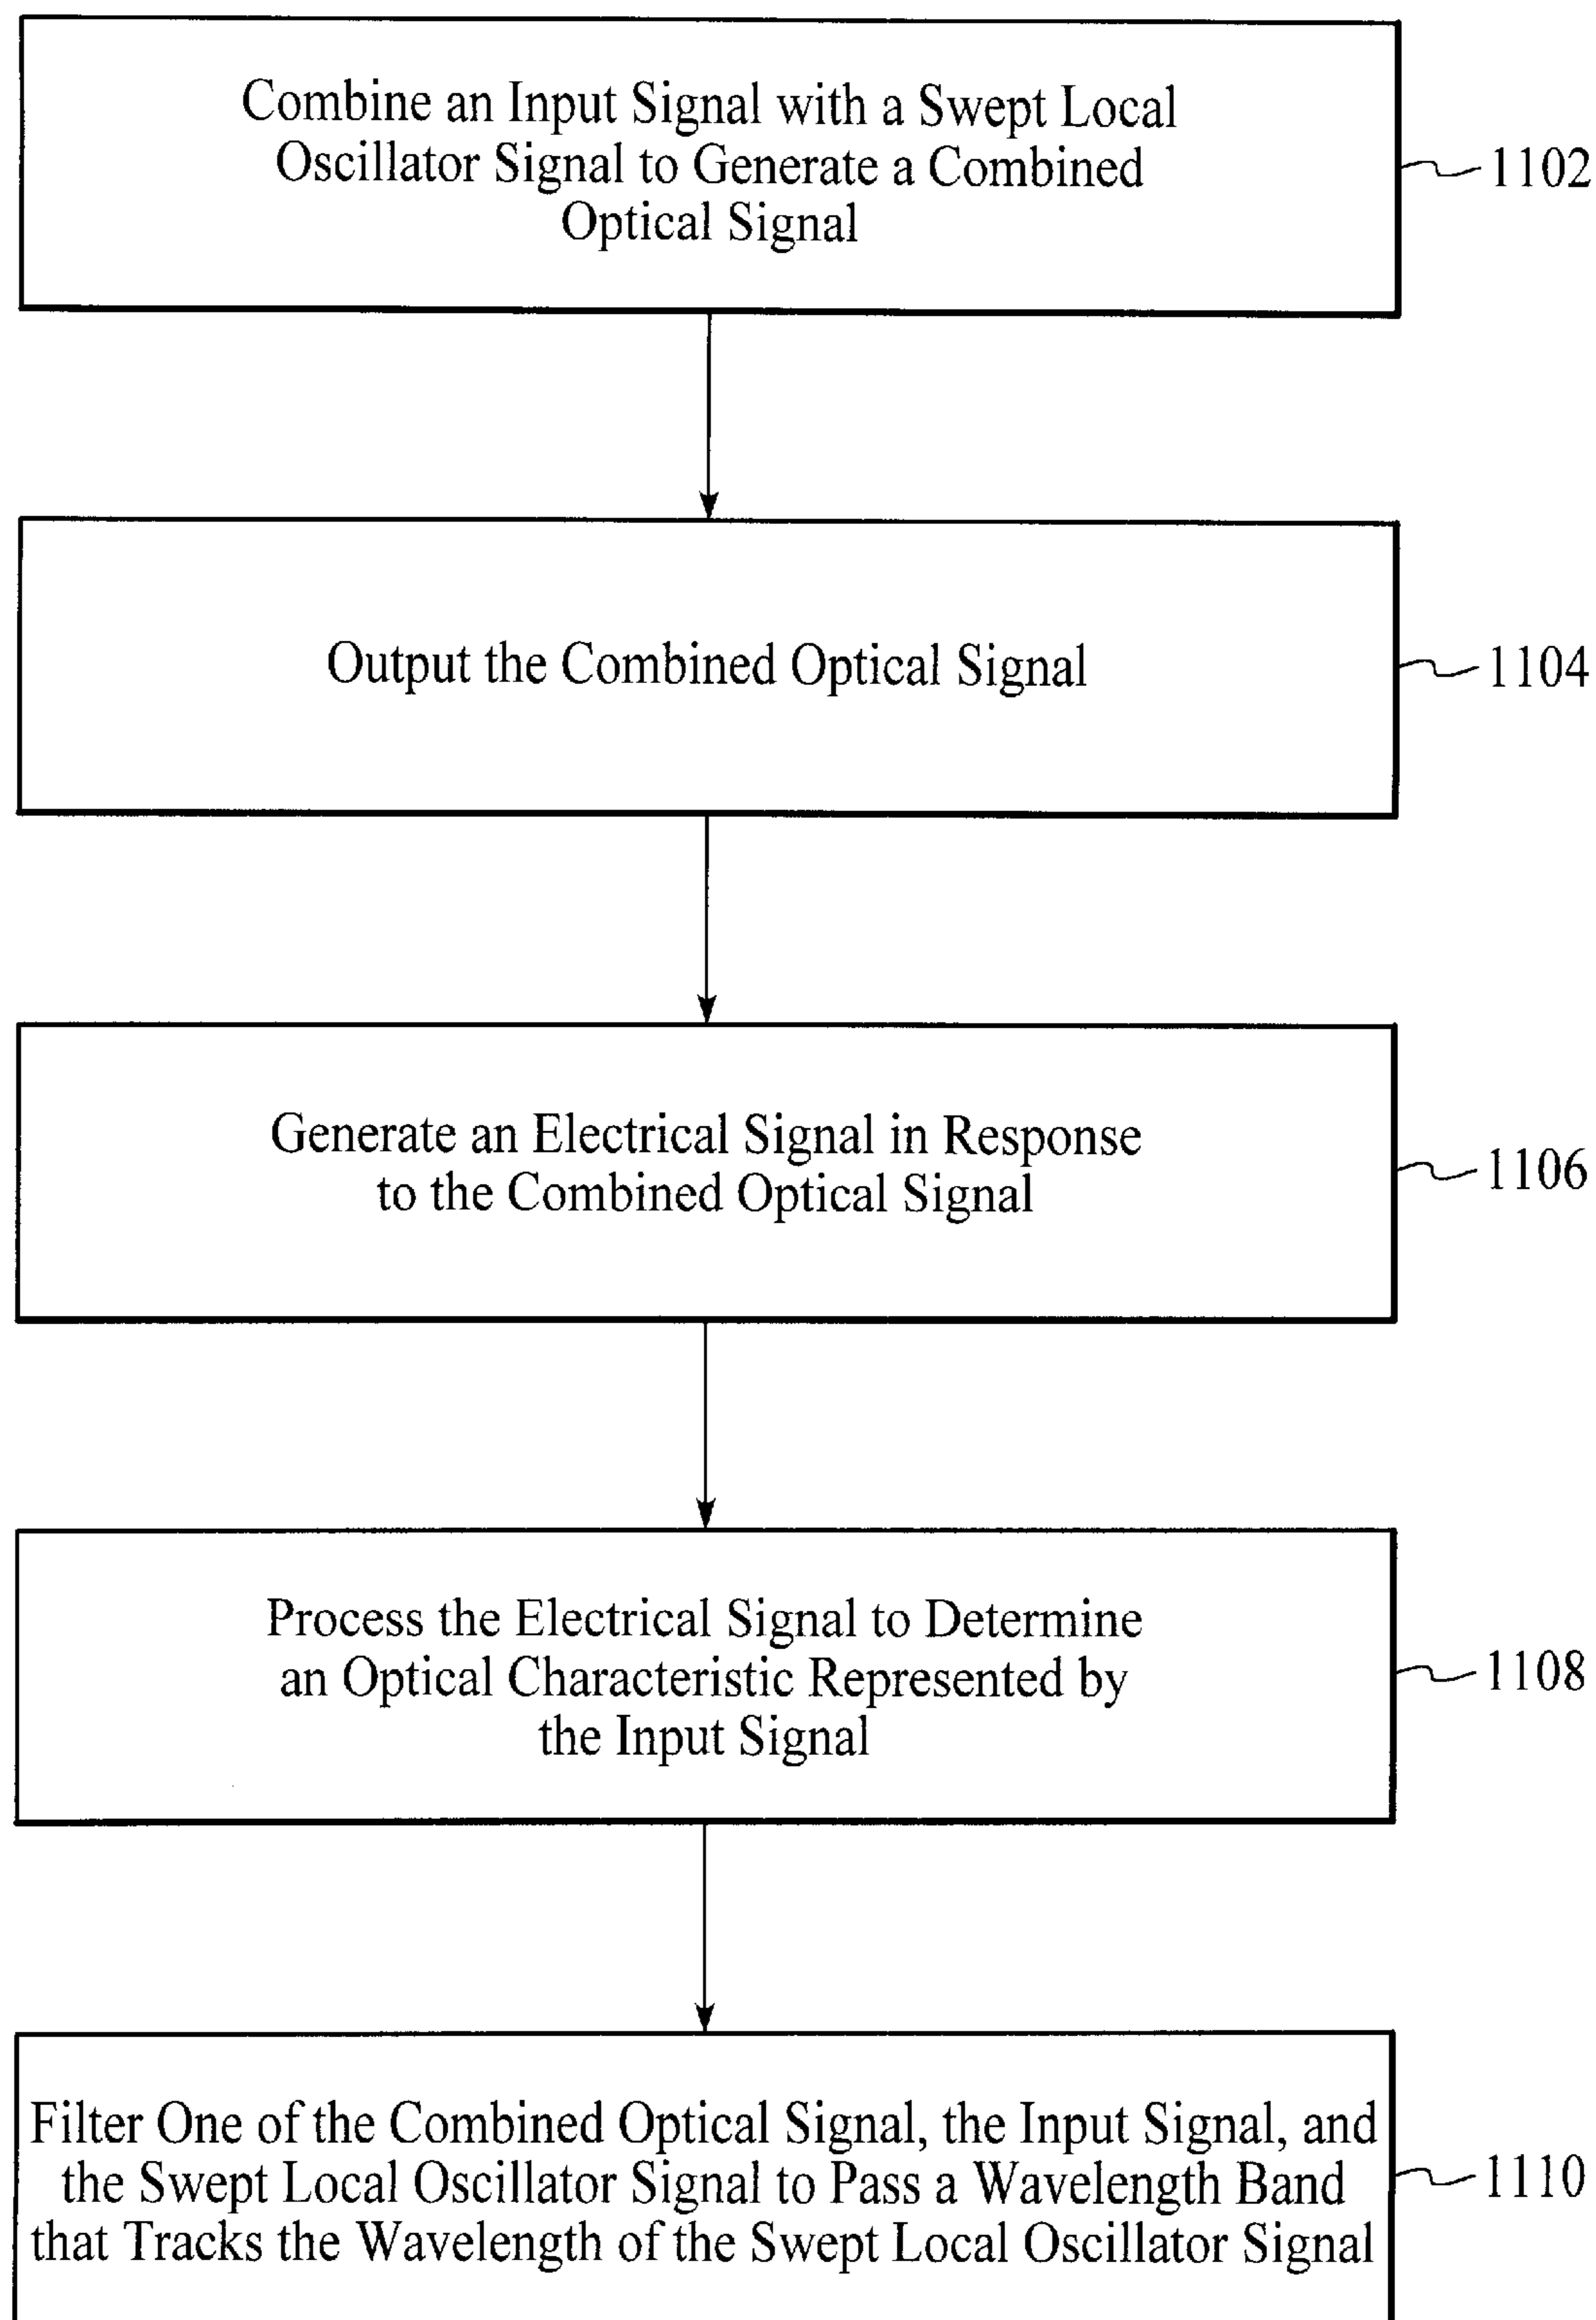 Combine an Input Signal with a Swept Local
Oscillator Signal to Generate a Combined
Optical Signal
1102
Output the Combined Optical Signal
1104
Generate an Electrical Signal in Response
to the Combined Optical Signal
1106
Process the Electrical Signal to Determine
an Optical Characteristic Represented by
the Input Signal
1108
Filter One of the Combined Optical Signal, the Input Signal, and
the Swept Local Oscillator Signal to Pass a Wavelength Band
that Tracks the Wavelength of the Swept Local Oscillator Signal
1110